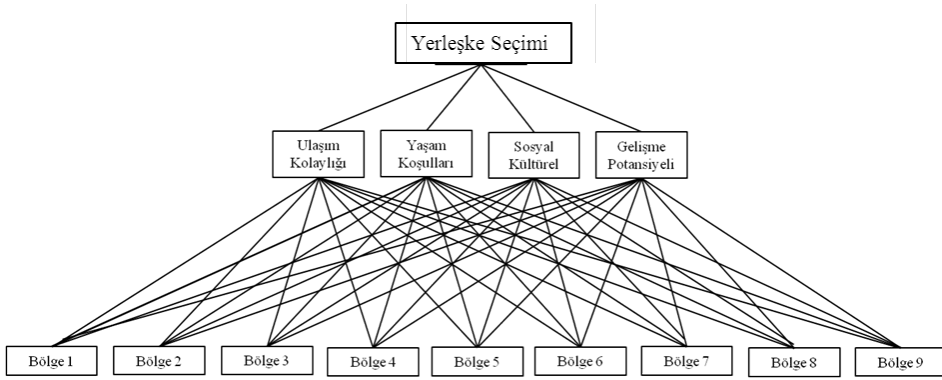 Yerleşke Seçimi
Ulaşım
Kolaylığı
Yaşam
Koşulları
Sosyal
Kültürel
Gelişme
Potansiyeli
Bölge 1
Bölge 2
Bölge 3
Bölge 4
Bölge 5
Bölge 6
Bölge 7
Bölge 8
Bölge 9